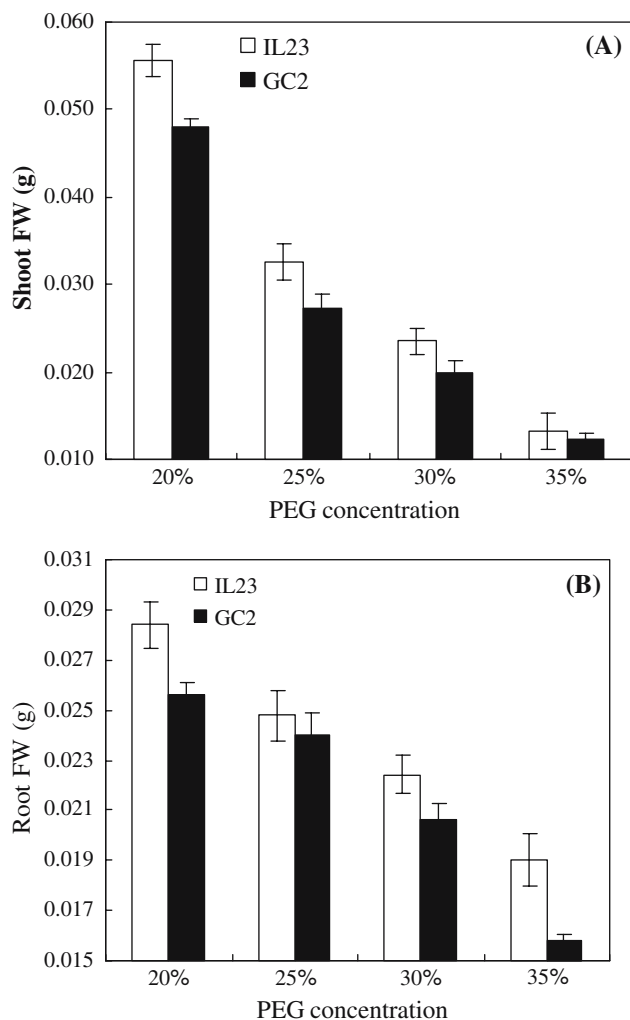 0.060
IL23
(A)
GC2
0.050
0.040
Shoot FW (g)
0.030
0.020
0.010
20% 25% 30% 35%
PEG concentration
0.031
IL23
(B)
0.029
GC2
0.027
0.025
Root FW (g)
0.023
0.021
0.019
0.017
0.015
20% 25% 30% 35%
PEG concentration